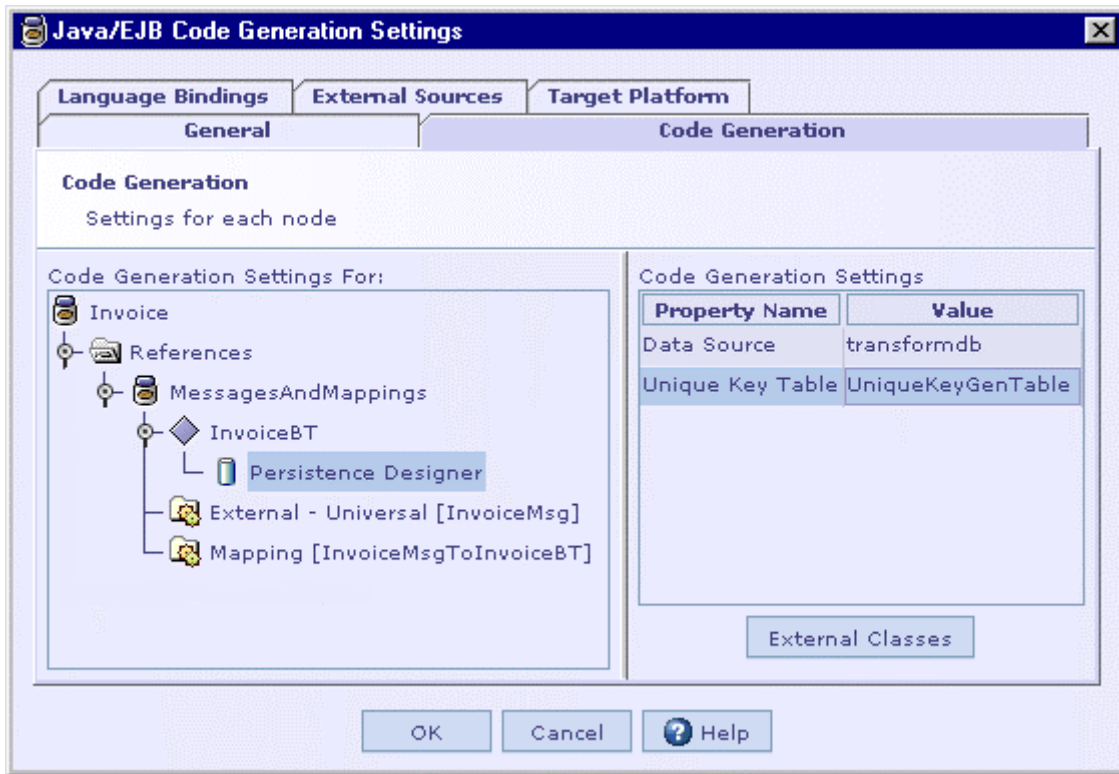 Java/EJB Code Generation Settings
Language Bindings External Sources Target Platform
General Code Generation
Code Generation
Settings for each node
Code Generation Settings For:
Invoice
References
MessagesAndMappings
InvoiceBT
Persistence Designer
External - Universal [InvoiceMsg]
Mapping [InvoiceMsgToInvoiceBT]
Code Generation Settings
Property Name Value
Data Source transformdb
Unique Key Table UniqueKeyGenTable
External Classes
OK Cancel Help